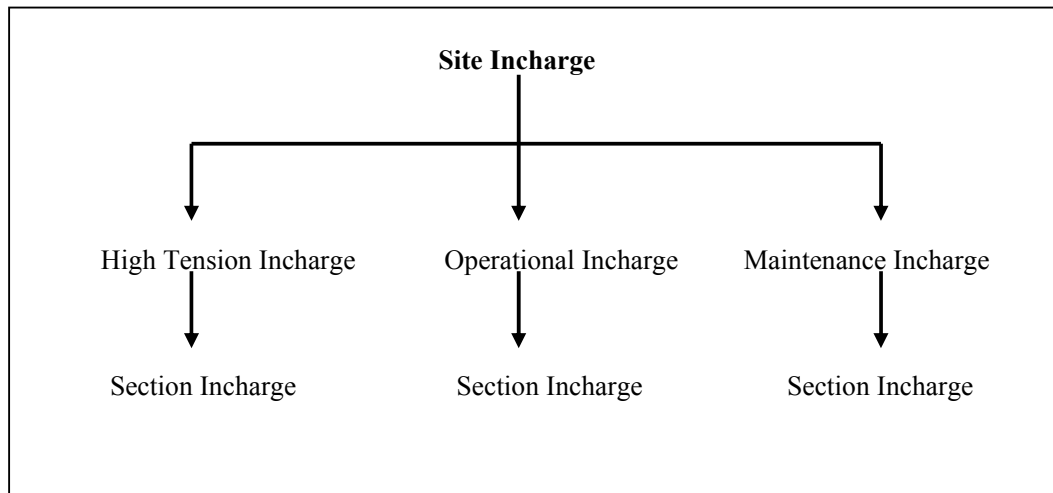 Site Incharge
High Tension Incharge Operational Incharge Maintenance Incharge
Section Incharge Section Incharge Section Incharge